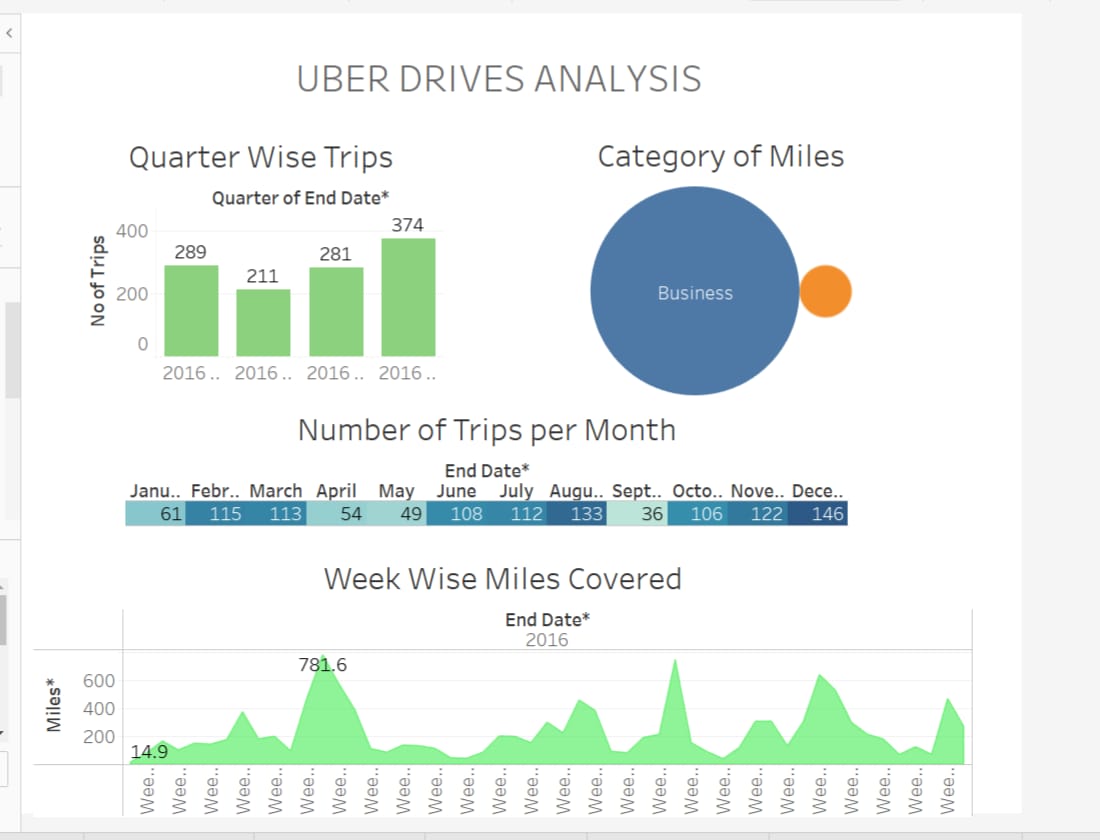 UBER DRIVES ANALYSIS
Quarter Wise Trips
Quarter of End Date*
No of Trips
400
200
0
289
211
281
374
2016 ..
2016 ..
2016 ..
2016 ..
Category of Miles
Business
Number of Trips per Month
End Date*
Janu.. Febr.. March April May June July Augu.. Sept.. Octo.. Nove.. Dece..
61 115 113 54 49 108 112 133 36 106 122 146
Week Wise Miles Covered
End Date*
2016
Miles*
600
400
200
781.6
14.9
Wee.. Wee.. Wee.. Wee.. Wee.. Wee.. Wee.. Wee.. Wee.. Wee.. Wee.. Wee.. Wee.. Wee.. Wee.. Wee.. Wee.. Wee.. Wee.. Wee.. Wee.. Wee.. Wee.. Wee.. Wee.. Wee..